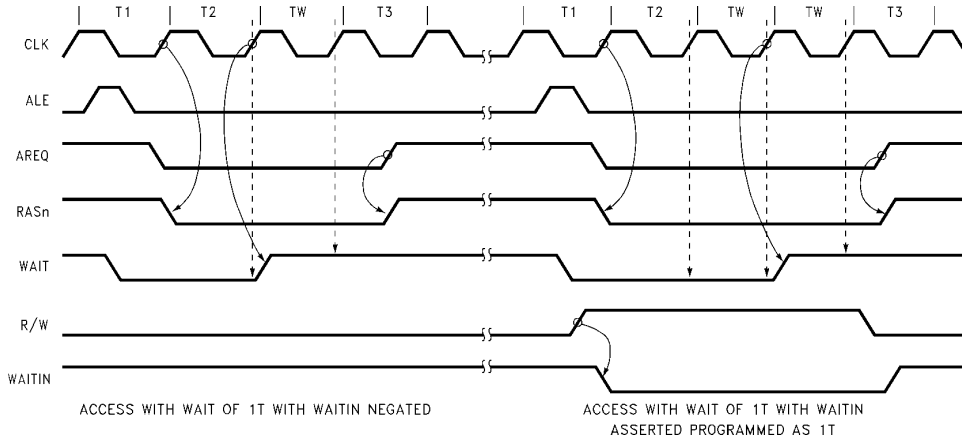 T1 T2 TW T3 T1 T2 TW TW T3
CLK
ALE
AREQ
RASn
WAIT
R/W
WAITIN
ACCESS WITH WAIT OF 1T WITH WAITIN NEGATED
ACCESS WITH WAIT OF 1T WITH WAITIN
ASSERTED PROGRAMMED AS 1T